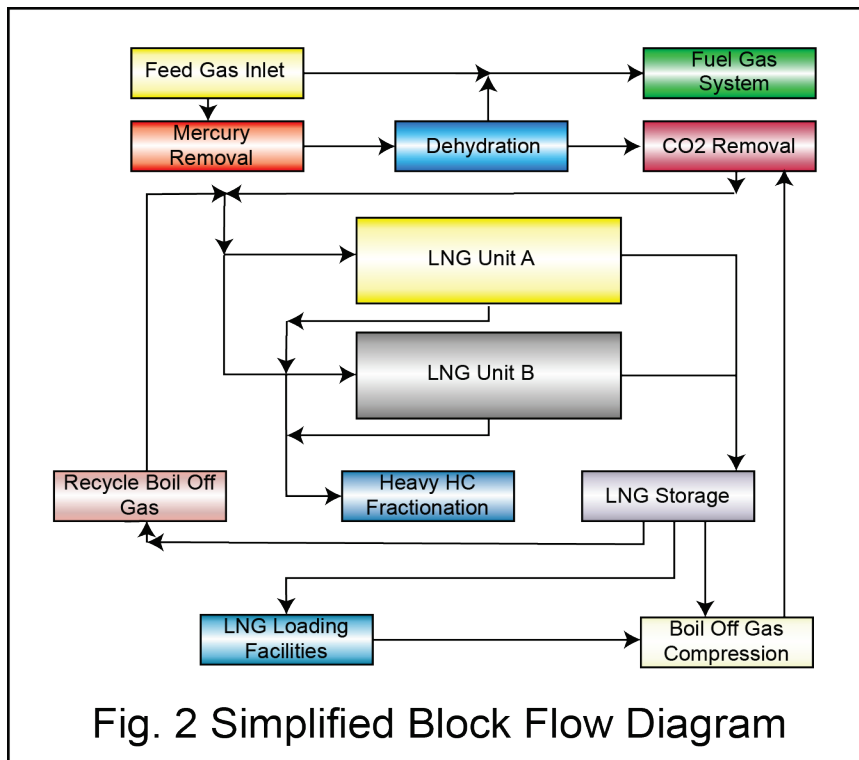 Feed Gas Inlet
Fuel Gas
System
Mercury
Removal
Dehydration
CO2 Removal
LNG Unit A
LNG Unit B
Recycle Boil Off
Gas
Heavy HC
Fractionation
LNG Storage
LNG Loading
Facilities
Boil Off Gas
Compression
Fig. 2 Simplified Block Flow Diagram